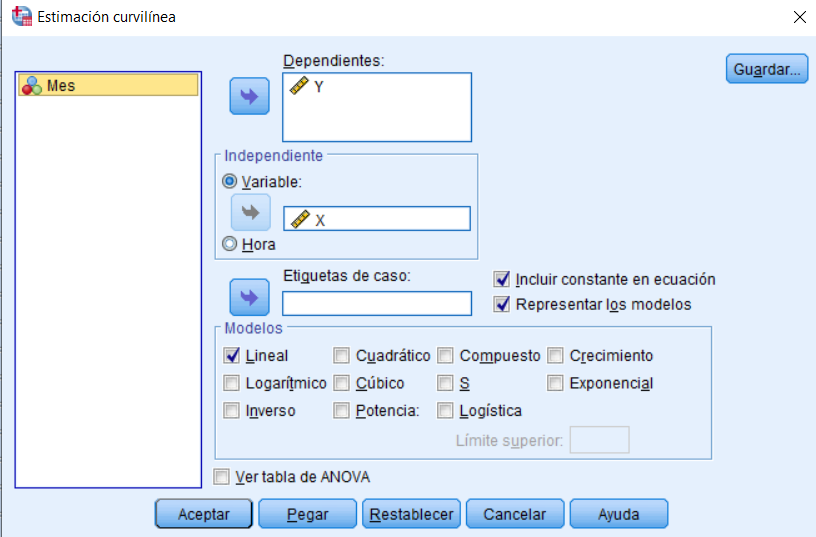 Estimación curvilínea
Mes
Dependientes:
Y
Guardar...
Independiente
Variable:
X
Hora
Etiquetas de caso:
Incluir constante en ecuación
Representar los modelos
Modelos
Lineal Cuadrático Compuesto Crecimiento
Logarítmico Cúbico S Exponencial
Inverso Potencia: Logística
Límite superior:
Ver tabla de ANOVA
Aceptar Pegar Restablecer Cancelar Ayuda